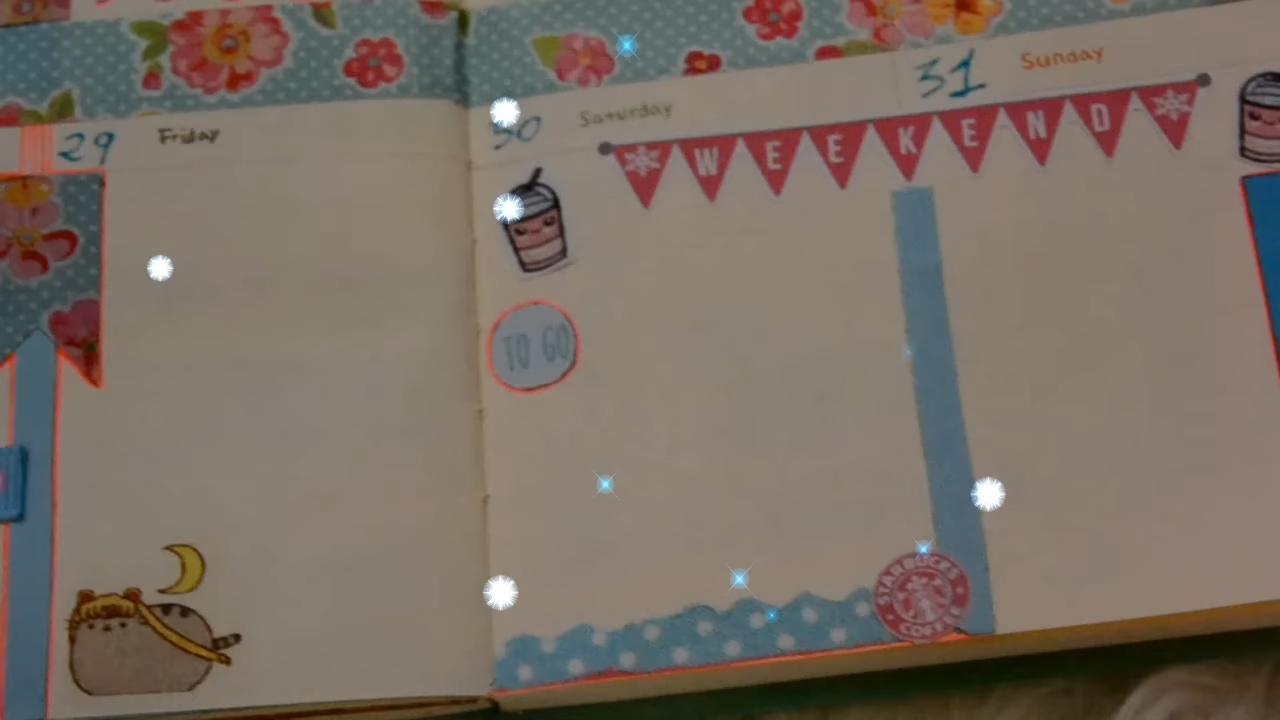 29 Friday
30 Saturday
31 Sunday
WEEKEND
TO GO
STARBUCKS
COFFEE